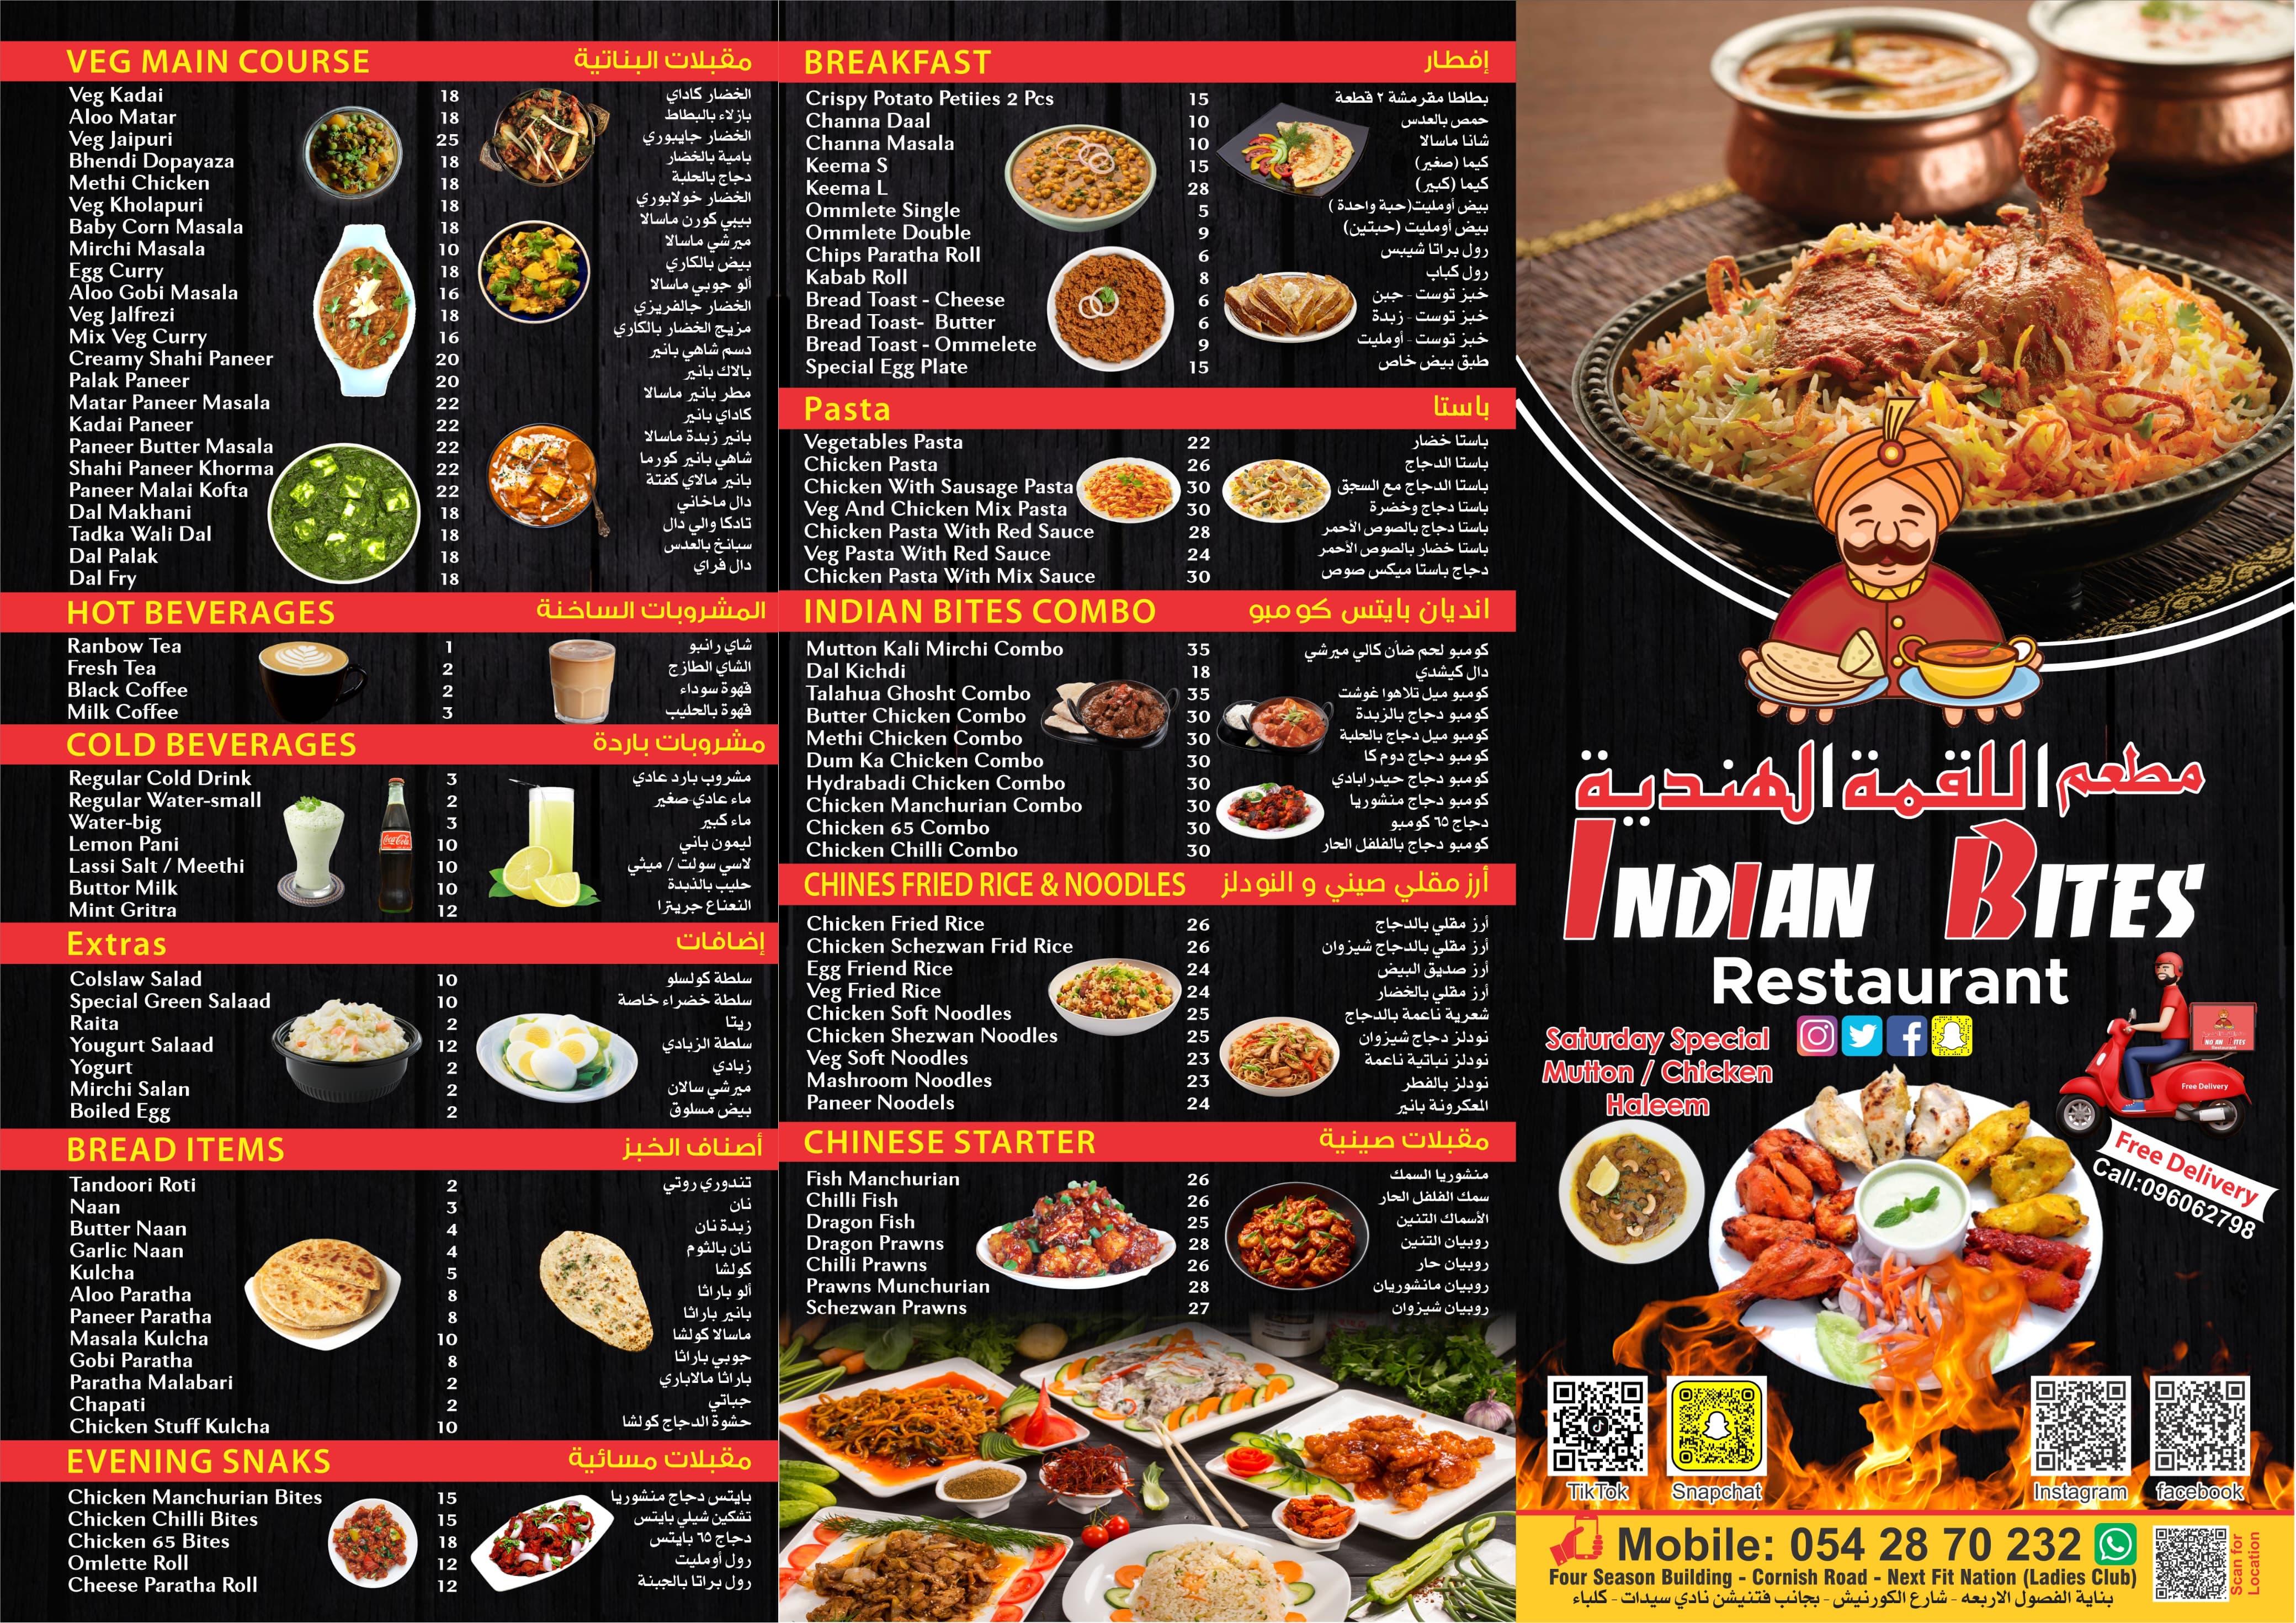 VEG MAIN COURSE مقبلات البناتية
Veg Kadai 18 الخضار كاداي
Aloo Matar 18 بازلاء بالبطاط
Veg Jaipuri 25 الخضار جايبوري
Bhendi Dopayaza 18 بامية بالخضار
Methi Chicken 18 دجاج بالحلبة
Veg Kholapuri 18 الخضار خولابوري
Baby Corn Masala 18 بيبي كورن ماسالا
Mirchi Masala 10 ميرشي ماسالا
Egg Curry 18 بيض بالكاري
Aloo Gobi Masala 16 ألو جوبي ماسالا
Veg Jalfrezi 18 الخضار جالفريزي
Mix Veg Curry 16 مزيج الخضار بالكاري
Creamy Shahi Paneer 20 دسم شاهي بانير
Palak Paneer 20 بالاك بانير
Matar Paneer Masala 22 مطر بانير ماسالا
Kadai Paneer 22 كاداي بانير
Paneer Butter Masala 22 بانير زبدة ماسالا
Shahi Paneer Khorma 22 شاهي بانير كورما
Paneer Malai Kofta 22 بانير مالاي كفتة
Dal Makhani 18 دال ماخاني
Tadka Wali Dal 18 تادكا والي دال
Dal Palak 18 سبانخ بالعدس
Dal Fry 18 دال فراي
HOT BEVERAGES المشروبات الساخنة
Ranbow Tea 1 شاي رانبو
Fresh Tea 2 الشاي الطازج
Black Coffee 2 قهوة سوداء
Milk Coffee 3 قهوة بالحليب
COLD BEVERAGES مشروبات باردة
Regular Cold Drink 3 مشروب بارد عادي
Regular Water-small 2 ماء عادي صغير
Water-big 3 ماء كبير
Lemon Pani 10 ليمون باني
Lassi Salt / Meethi 10 لاسي سولت / ميثي
Buttor Milk 10 حليب بالذبدة
Mint Gritra 12 النعناع جريترا
Coca-Cola
Extras إضافات
Colslaw Salad 10 سلطة كولسلو
Special Green Salaad 10 سلطة خضراء خاصة
Raita 2 ريتا
Yougurt Salaad 12 سلطة الزبادي
Yogurt 2 زبادي
Mirchi Salan 2 ميرشي سالان
Boiled Egg 2 بيض مسلوق
BREAD ITEMS أصناف الخبز
Tandoori Roti 2 تندوري روتي
Naan 3 نان
Butter Naan 4 زبدة نان
Garlic Naan 4 نان بالثوم
Kulcha 5 كولشا
Aloo Paratha 8 ألو باراثا
Paneer Paratha 8 بانير باراثا
Masala Kulcha 10 ماسالا كولشا
Gobi Paratha 8 جوبي باراثا
Paratha Malabari 2 باراثا مالاباري
Chapati 2 جباتي
Chicken Stuff Kulcha 10 حشوة الدجاج كولشا
EVENING SNAKS مقبلات مسائية
Chicken Manchurian Bites 15 بايتس دجاج منشوريا
Chicken Chilli Bites 15 تشكين شيلي بايتس
Chicken 65 Bites 18 دجاج ٦٥ بايتس
Omlette Roll 12 رول أومليت
Cheese Paratha Roll 12 رول براتا بالجبنة
BREAKFAST إفطار
Crispy Potato Petiies 2 Pcs 15 بطاطا مقرمشة ٢ قطعة
Channa Daal 10 حمص بالعدس
Channa Masala 10 شانا ماسالا
Keema S 15 كيما (صغير)
Keema L 28 كيما (كبير)
Ommlete Single 5 بيض أومليت(حبة واحدة )
Ommlete Double 9 بيض أومليت (حبتين)
Chips Paratha Roll 6 رول براتا شيبس
Kabab Roll 8 رول كباب
Bread Toast - Cheese 6 خبز توست - جبن
Bread Toast- Butter 6 خبز توست - زبدة
Bread Toast - Ommelete 9 خبز توست - أومليت
Special Egg Plate 15 طبق بيض خاص
Pasta باستا
Vegetables Pasta 22 باستا خضار
Chicken Pasta 26 باستا الدجاج
Chicken With Sausage Pasta 30 باستا الدجاج مع السجق
Veg And Chicken Mix Pasta 30 باستا دجاج وخضرة
Chicken Pasta With Red Sauce 28 باستا دجاج بالصوص الأحمر
Veg Pasta With Red Sauce 24 باستا خضار بالصوص الأحمر
Chicken Pasta With Mix Sauce 30 دجاج باستا ميكس صوص
INDIAN BITES COMBO انديان بايتس كومبو
Mutton Kali Mirchi Combo 35 كومبو لحم ضأن كالي ميرشي
Dal Kichdi 18 دال كيشدي
Talahua Ghosht Combo 35 كومبو ميل تلاهوا غوشت
Butter Chicken Combo 30 كومبو دجاج بالزبدة
Methi Chicken Combo 30 كومبو ميل دجاج بالحلبة
Dum Ka Chicken Combo 30 كومبو دجاج دوم كا
Hydrabadi Chicken Combo 30 كومبو دجاج حيدرابادي
Chicken Manchurian Combo 30 كومبو دجاج منشوريا
Chicken 65 Combo 30 دجاج ٦٥ كومبو
Chicken Chilli Combo 30 كومبو دجاج بالفلفل الحار
CHINES FRIED RICE & NOODLES أرز مقلي صيني و النودلز
Chicken Fried Rice 26 أرز مقلي بالدجاج
Chicken Schezwan Frid Rice 26 أرز مقلي بالدجاج شيزوان
Egg Friend Rice 24 أرز صديق البيض
Veg Fried Rice 24 أرز مقلي بالخضار
Chicken Soft Noodles 25 شعرية ناعمة بالدجاج
Chicken Shezwan Noodles 25 نودلز دجاج شيزوان
Veg Soft Noodles 23 نودلز نباتية ناعمة
Mashroom Noodles 23 نودلز بالفطر
Paneer Noodels 24 المعكرونة بانير
CHINESE STARTER مقبلات صينية
Fish Manchurian 26 منشوريا السمك
Chilli Fish 26 سمك الفلفل الحار
Dragon Fish 25 الأسماك التنين
Dragon Prawns 28 روبيان التنين
Chilli Prawns 26 روبيان حار
Prawns Munchurian 28 روبيان مانشوريان
Schezwan Prawns 27 روبيان شيزوان
مطعم اللقمة الهندية
INDIAN BITES
Restaurant
Saturday Special
Mutton / Chicken
Haleem
INDIAN BITES
Restaurant
Free Delivery
Free Delivery
Call:096062798
TikTok Snapchat Instagram facebook
Mobile: 054 28 70 232
Four Season Building - Cornish Road - Next Fit Nation (Ladies Club)
بناية الفصول الاربعه - شارع الكورنيش - بجانب فتنيشن نادي سيدات - كلباء
Scan for
Location